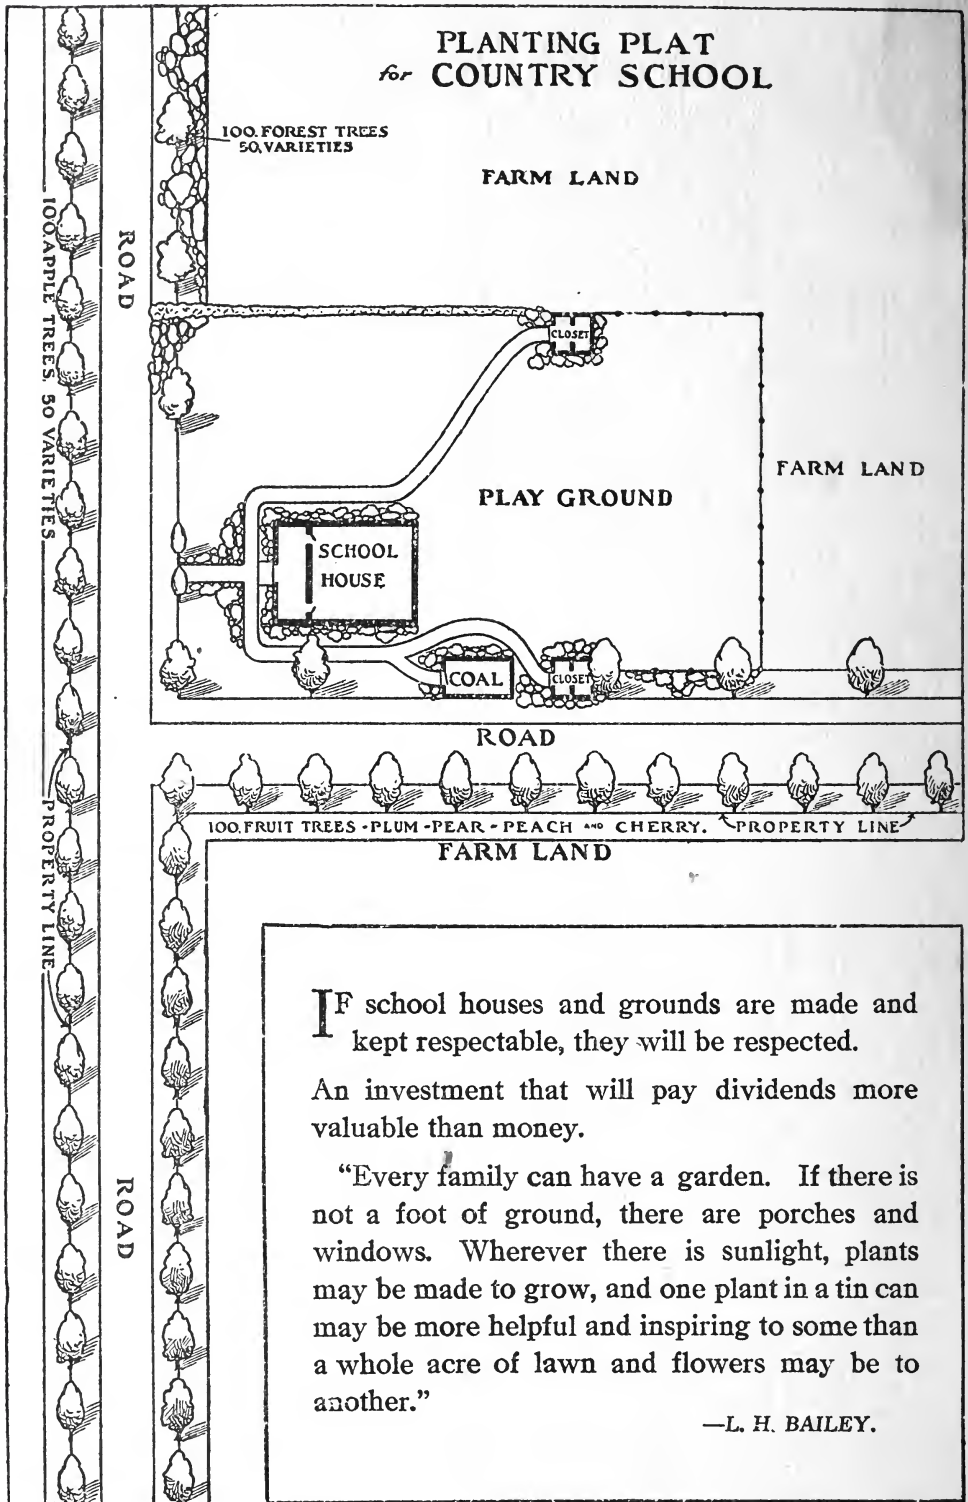 PLANTING PLAT
for COUNTRY SCHOOL
100. FOREST TREES
50. VARIETIES
FARM LAND
100. APPLE TREES. 50 VARIETIES
ROAD
CLOSET
FARM LAND
PLAY GROUND
SCHOOL
HOUSE
COAL
CLOSET
ROAD
100. FRUIT TREES - PLUM - PEAR - PEACH AND CHERRY.
PROPERTY LINE
FARM LAND
PROPERTY LINE
ROAD
IF school houses and grounds are made and
kept respectable, they will be respected.
An investment that will pay dividends more
valuable than money.
“Every family can have a garden. If there is
not a foot of ground, there are porches and
windows. Wherever there is sunlight, plants
may be made to grow, and one plant in a tin can
may be more helpful and inspiring to some than
a whole acre of lawn and flowers may be to
another.”
—L. H. BAILEY.